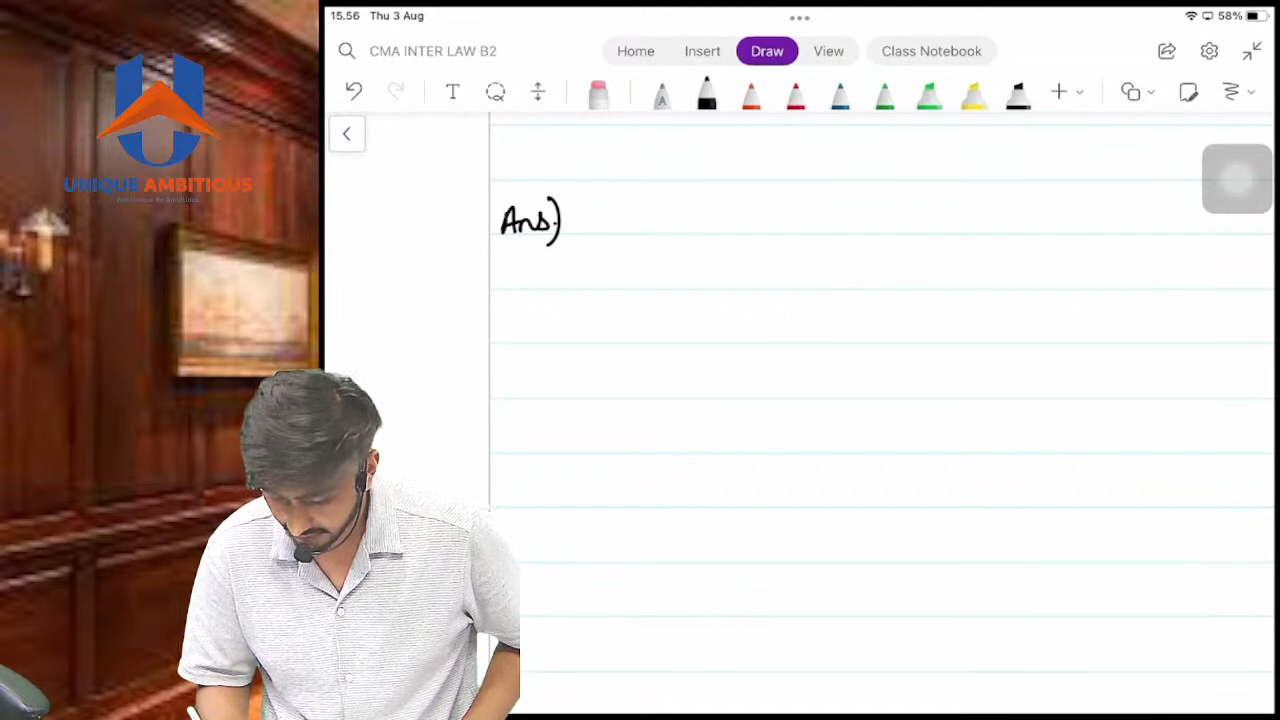 15.56 Thu 3 Aug
58%
CMA INTER LAW B2
Home Insert Draw View Class Notebook
UNIQUE AMBITIOUS
Ans)